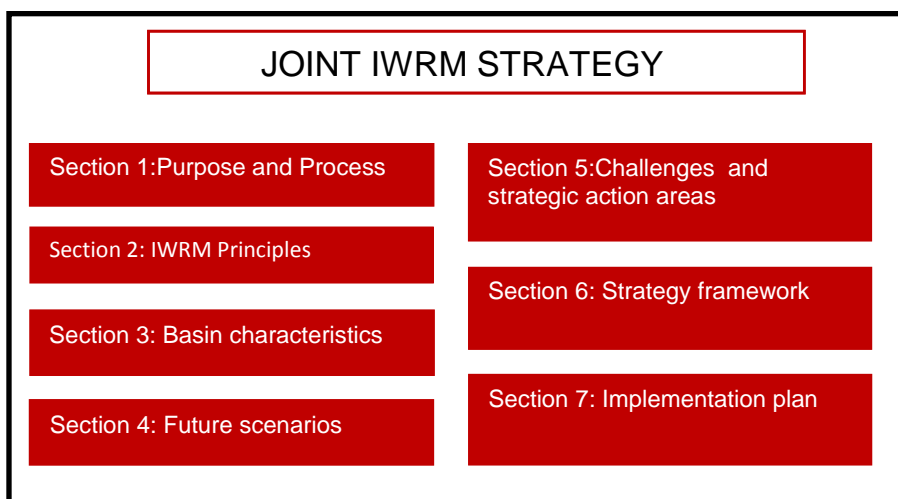 JOINT IWRM STRATEGY
Section 1:Purpose and Process
Section 2: IWRM Principles
Section 3: Basin characteristics
Section 4: Future scenarios
Section 5:Challenges and
strategic action areas
Section 6: Strategy framework
Section 7: Implementation plan